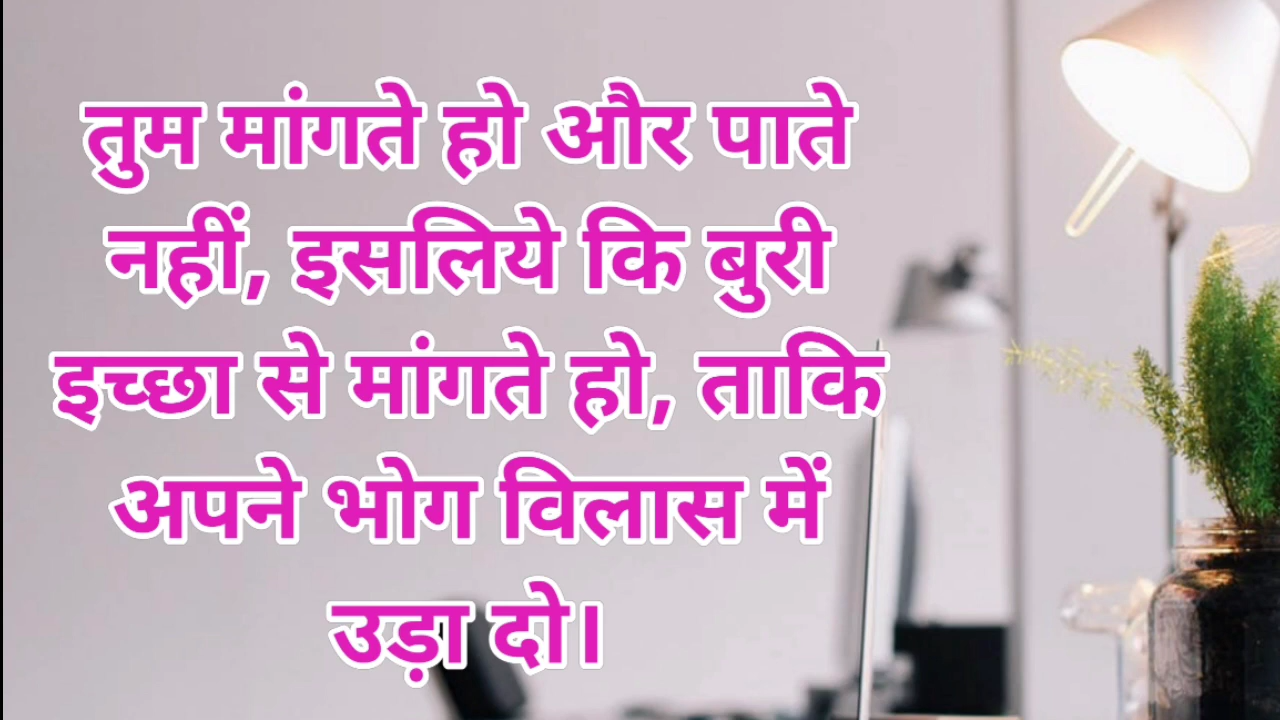 तुम मांगते हो और पाते
नहीं, इसलिये कि बुरी
इच्छा से मांगते हो, ताकि
अपने भोग विलास में
उड़ा दो।